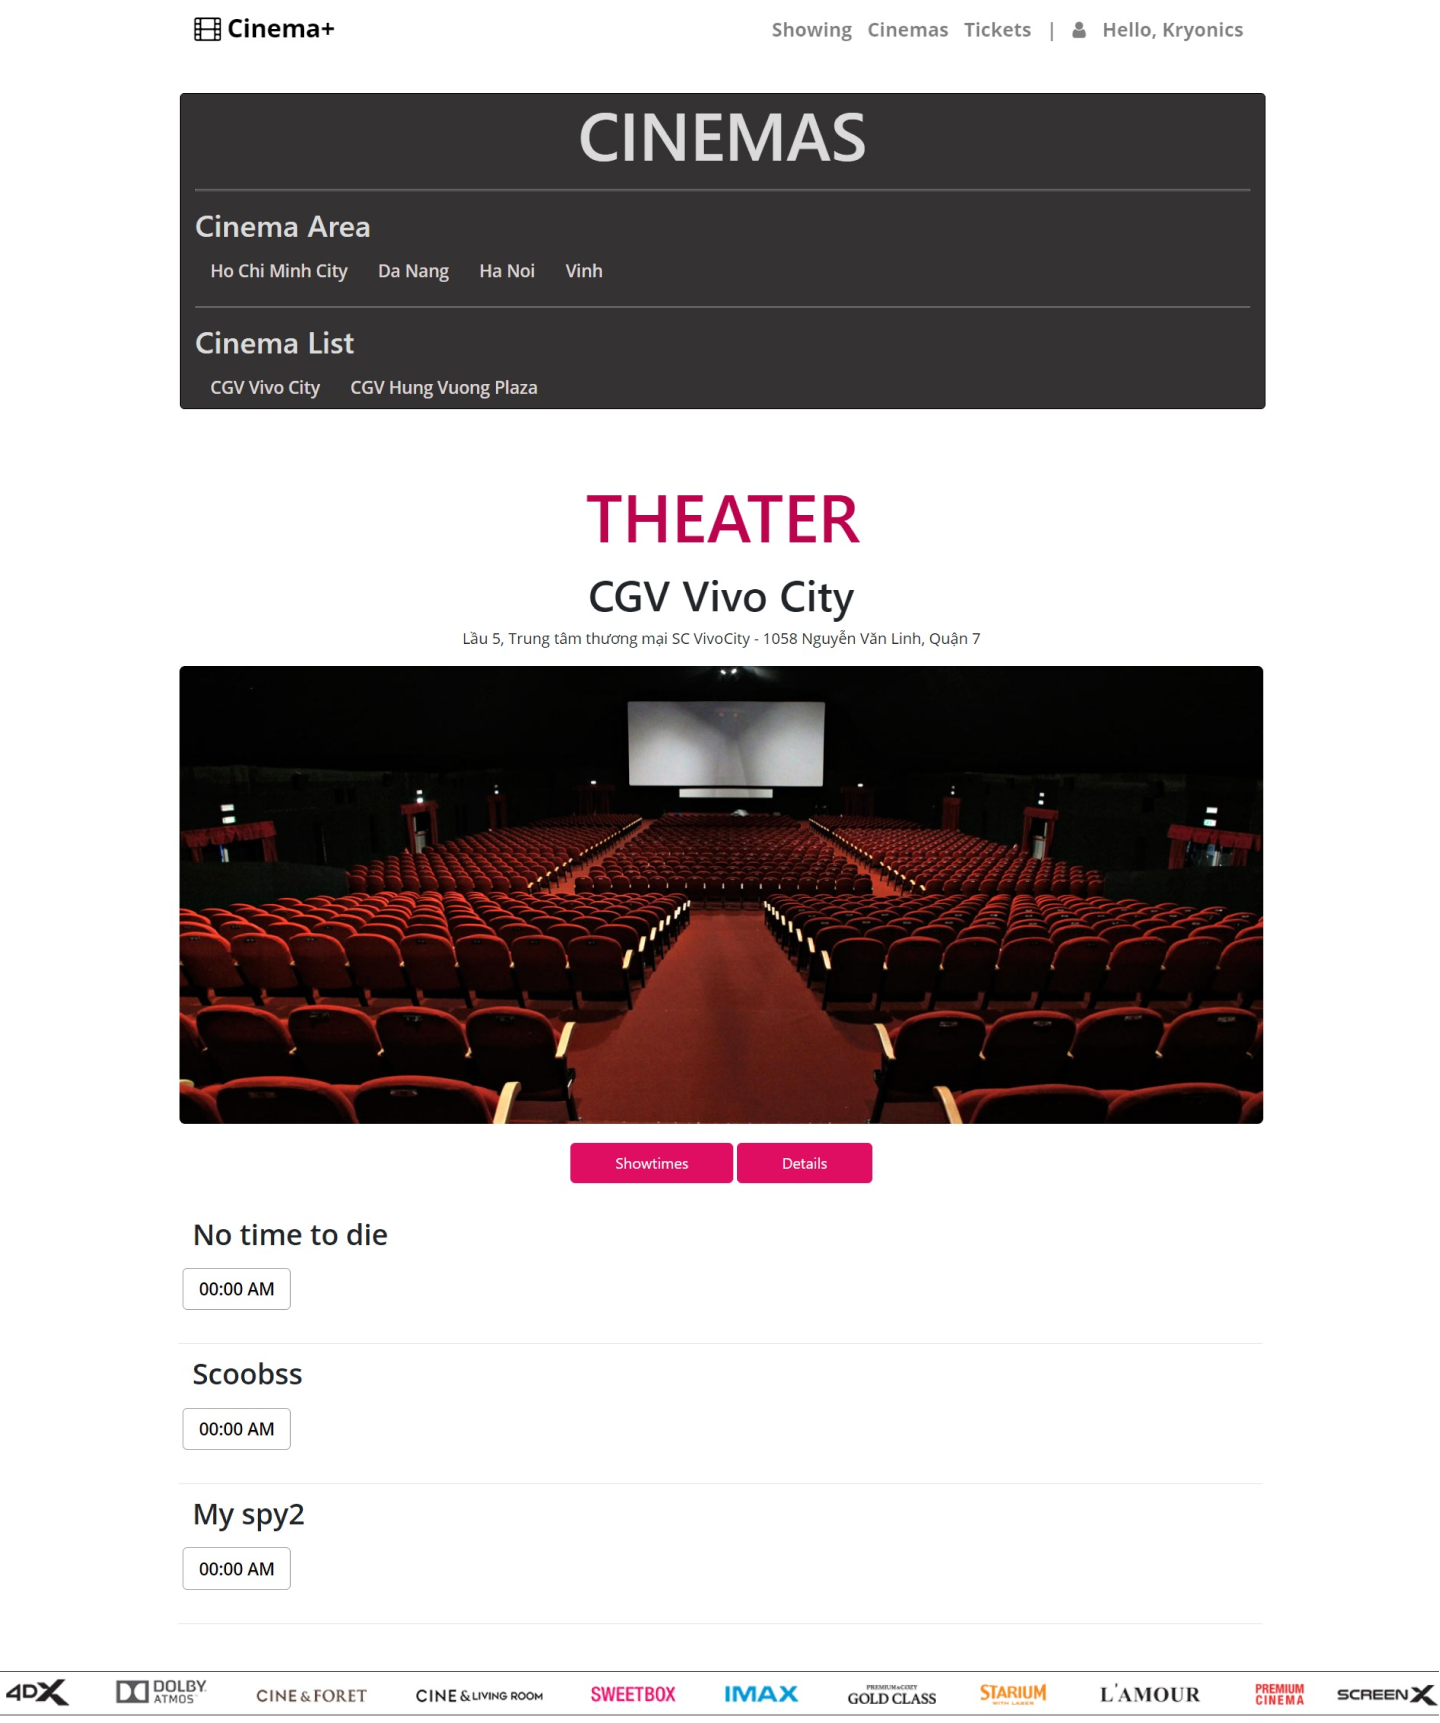 Cinema+
Showing Cinemas Tickets | Hello, Kryonics
CINEMAS
Cinema Area
Ho Chi Minh City Da Nang Ha Noi Vinh
Cinema List
CGV Vivo City CGV Hung Vuong Plaza
THEATER
CGV Vivo City
Lầu 5, Trung tâm thương mại SC VivoCity - 1058 Nguyễn Văn Linh, Quận 7
Showtimes Details
No time to die
00:00 AM
Scoobss
00:00 AM
My spy2
00:00 AM
4DX DOLBY ATMOS CINE & FORET CINE & LIVING ROOM SWEETBOX IMAX PREMIUM & COZY GOLD CLASS STARIUM WITH LASER L'AMOUR PREMIUM CINEMA SCREENX